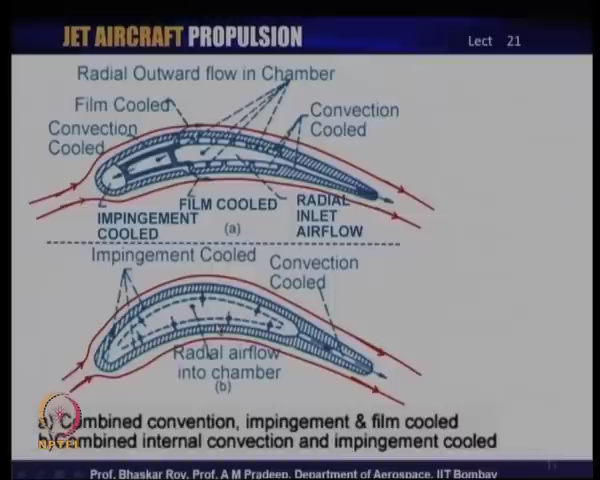 JET AIRCRAFT PROPULSION
Lect 21
Radial Outward flow in Chamber
Film Cooled
Convection
Cooled
Convection
Cooled
IMPINGEMENT
COOLED
FILM COOLED
RADIAL
INLET
AIRFLOW
(a)
Impingement Cooled
Convection
Cooled
Radial airflow
into chamber
(b)
a) Combined convention, impingement & film cooled
b) Combined internal convection and impingement cooled
NPTEL
Prof. Bhaskar Roy, Prof. A M Pradeep, Department of Aerospace, IIT Bombay